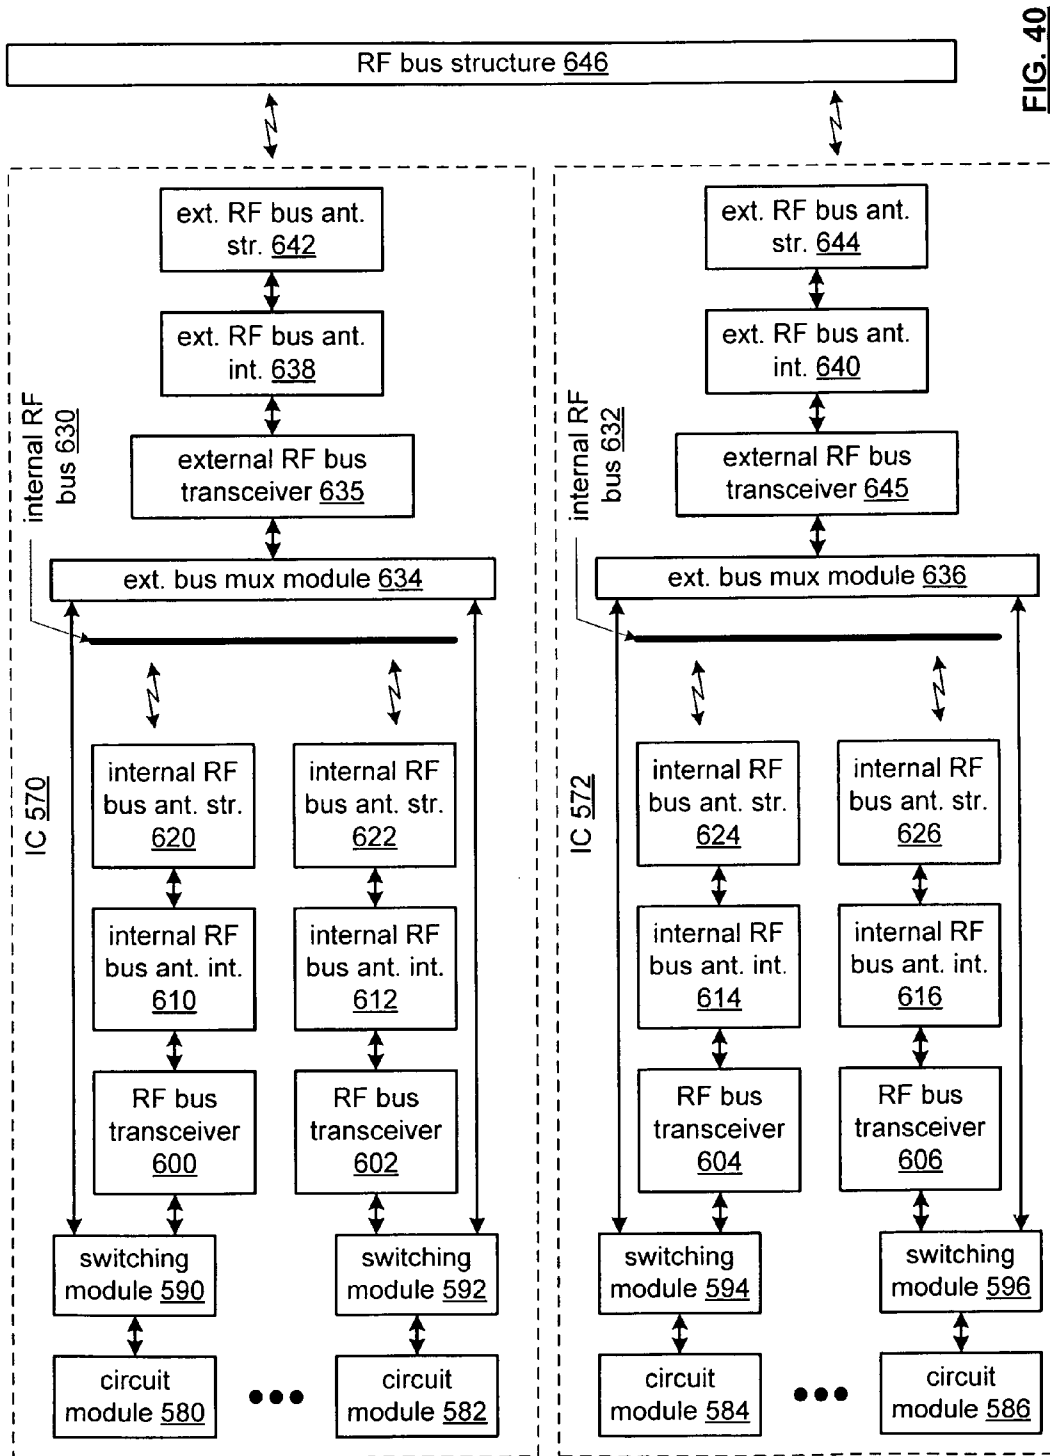 RF bus structure 646
FIG. 40
ext. RF bus ant.
str. 642
ext. RF bus ant.
int. 638
internal RF
bus 630
external RF bus
transceiver 635
ext. bus mux module 634
IC 570
internal RF
bus ant. str.
620
internal RF
bus ant. str.
622
internal RF
bus ant. int.
610
internal RF
bus ant. int.
612
RF bus
transceiver
600
RF bus
transceiver
602
switching
module 590
switching
module 592
circuit
module 580
circuit
module 582
ext. RF bus ant.
str. 644
ext. RF bus ant.
int. 640
internal RF
bus 632
external RF bus
transceiver 645
ext. bus mux module 636
IC 572
internal RF
bus ant. str.
624
internal RF
bus ant. str.
626
internal RF
bus ant. int.
614
internal RF
bus ant. int.
616
RF bus
transceiver
604
RF bus
transceiver
606
switching
module 594
switching
module 596
circuit
module 584
circuit
module 586